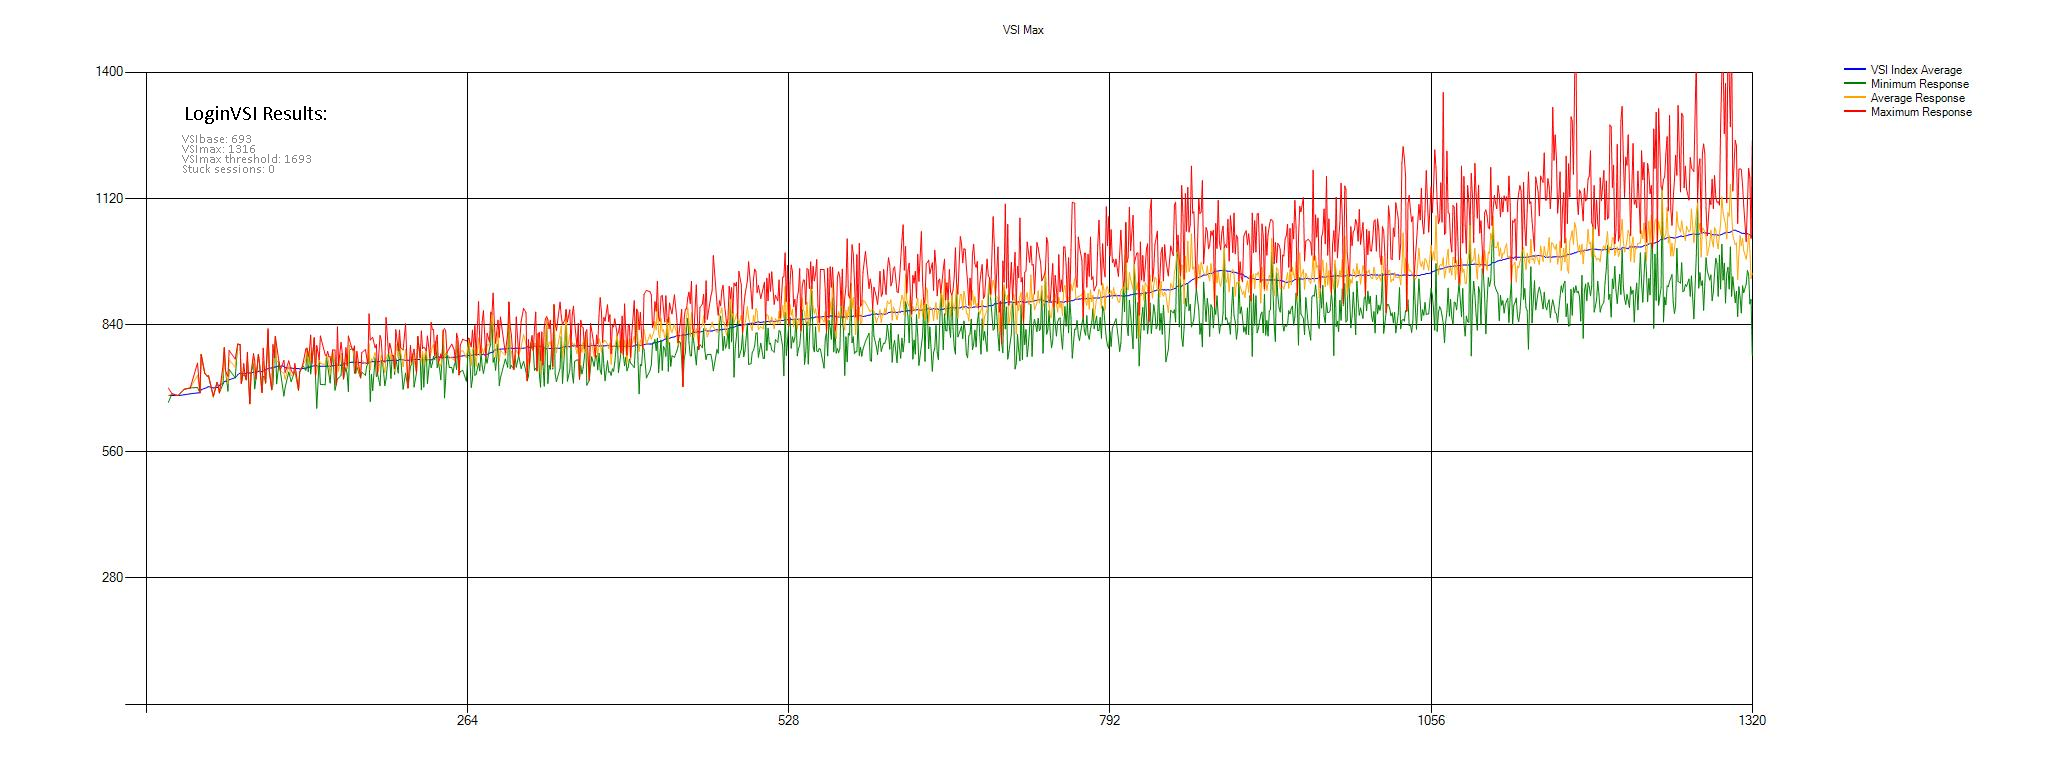 VSI Max
1400
1120
840
560
280
264
528
792
1056
1320
LoginVSI Results:
VSIbase: 693
VSImax: 1316
VSImax threshold: 1693
Stuck sessions: 0
VSI Index Average
Minimum Response
Average Response
Maximum Response